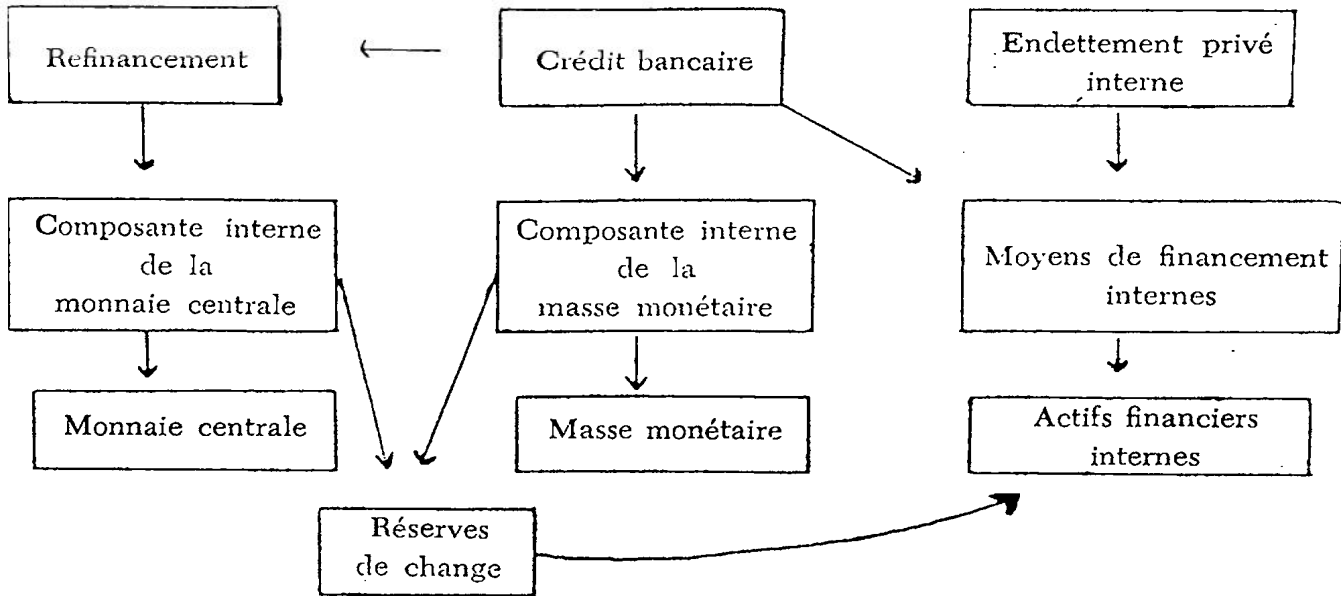 Refinancement
Crédit bancaire
Endettement privé
interne
Composante interne
de la
monnaie centrale
Composante interne
de la
masse monétaire
Moyens de financement
internes
Monnaie centrale
Masse monétaire
Actifs financiers
internes
Réserves
de change